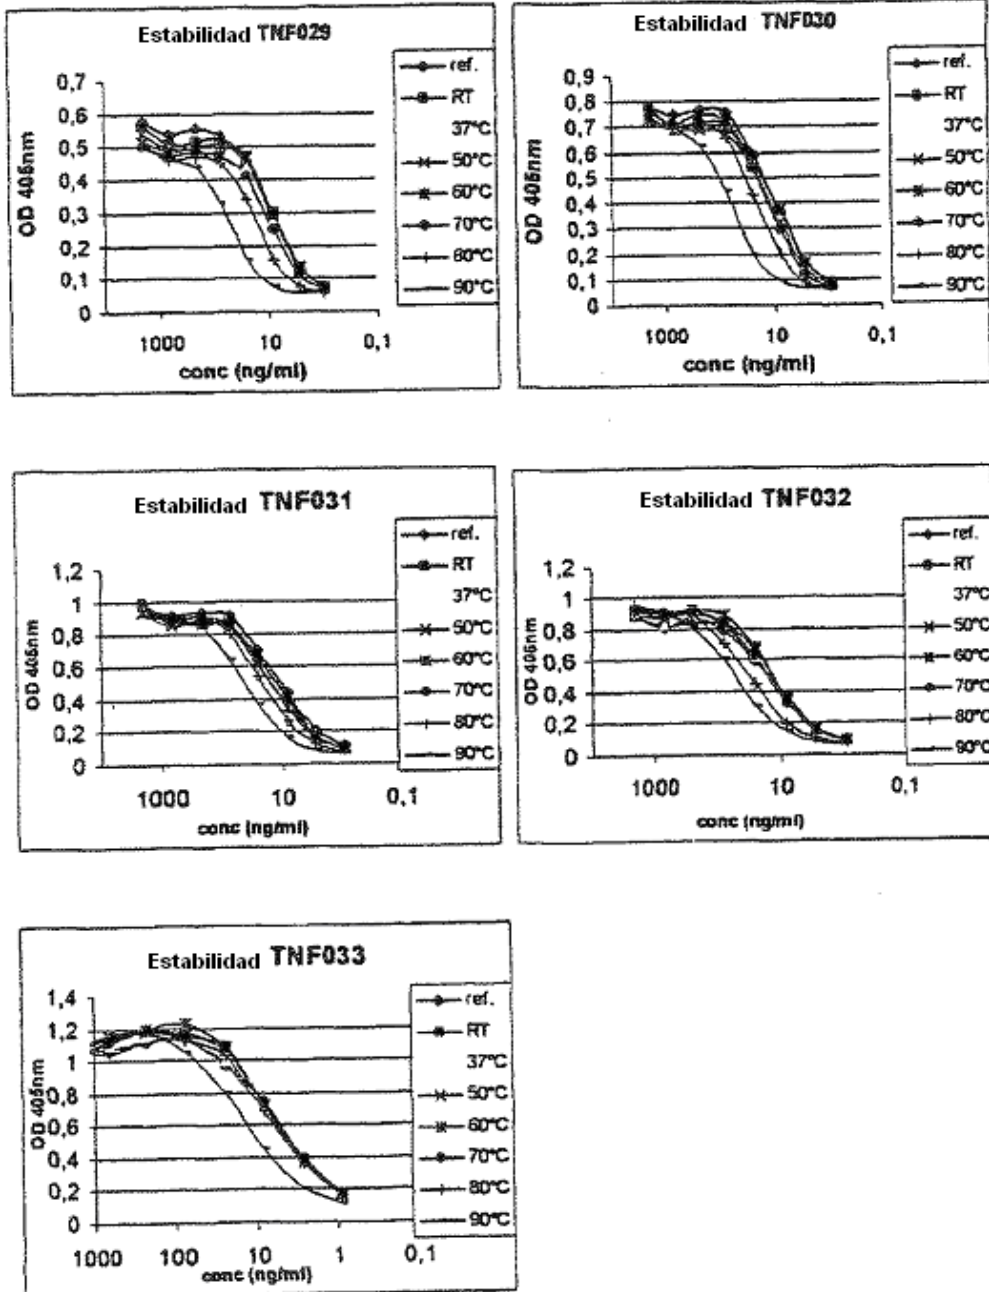 Estabilidad TNF029
0,7
0,6
0,5
0,4
0,3
0,2
0,1
0
OD 405nm
1000 10 0,1
conc (ng/ml)
ref.
RT
37°C
50°C
60°C
70°C
80°C
90°C
Estabilidad TNF030
0,9
0,8
0,7
0,6
0,5
0,4
0,3
0,2
0,1
0
OD 405nm
1000 10 0,1
conc (ng/ml)
ref.
RT
37°C
50°C
60°C
70°C
80°C
90°C
Estabilidad TNF031
1,2
1
0,8
0,6
0,4
0,2
0
OD 405nm
1000 10 0,1
conc (ng/ml)
ref.
RT
37°C
50°C
60°C
70°C
80°C
90°C
Estabilidad TNF032
1,2
1
0,8
0,6
0,4
0,2
0
OD 405nm
1000 10 0,1
conc (ng/ml)
ref.
RT
37°C
50°C
60°C
70°C
80°C
90°C
Estabilidad TNF033
1,4
1,2
1
0,8
0,6
0,4
0,2
0
OD 405nm
1000 100 10 1 0,1
conc (ng/ml)
ref.
RT
37°C
50°C
60°C
70°C
80°C
90°C